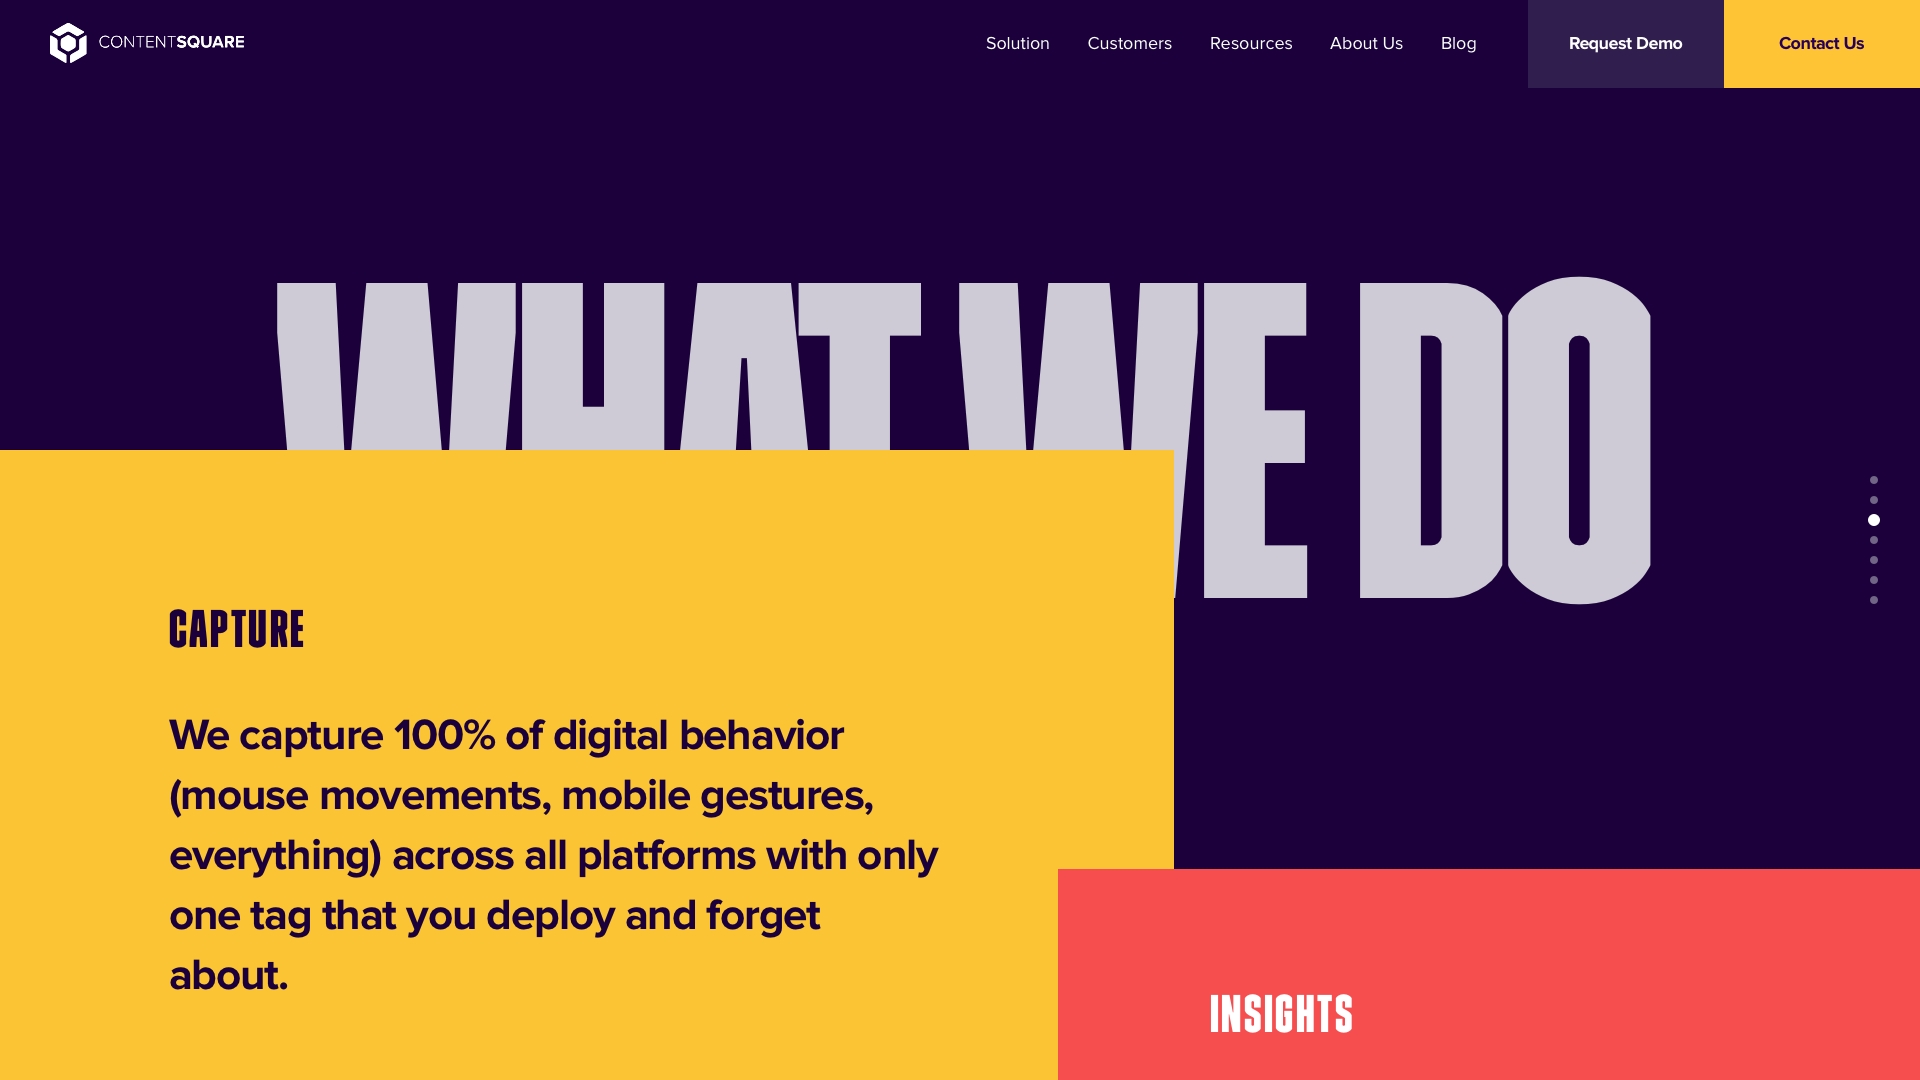 CONTENTSQUARE
Solution
Customers
Resources
About Us
Blog
Request Demo
Contact Us
WHAT WE DO
CAPTURE
We capture 100% of digital behavior
(mouse movements, mobile gestures,
everything) across all platforms with only
one tag that you deploy and forget
about.
INSIGHTS